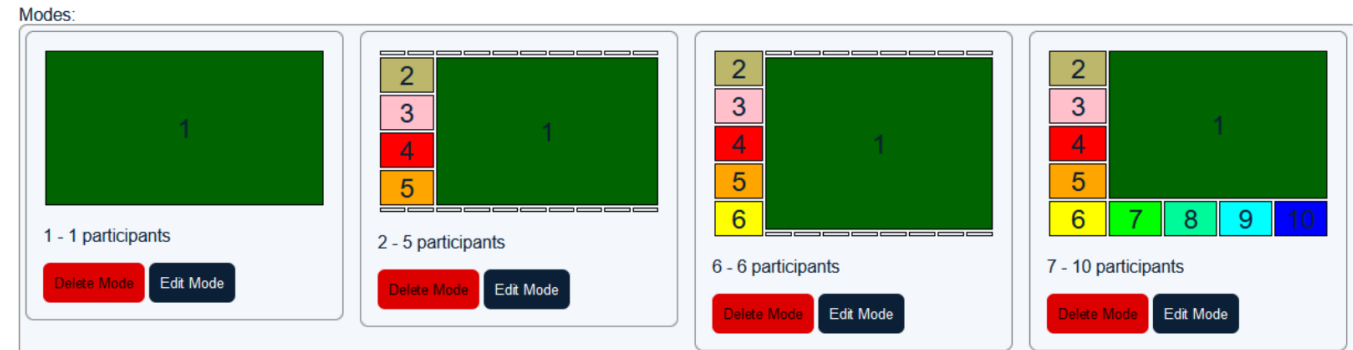 Modes:
1
1 - 1 participants
Delete Mode Edit Mode
2
3
4
5
1
2 - 5 participants
Delete Mode Edit Mode
2
3
4
5
6
1
6 - 6 participants
Delete Mode Edit Mode
2
3
4
5
1
6 7 8 9 10
7 - 10 participants
Delete Mode Edit Mode